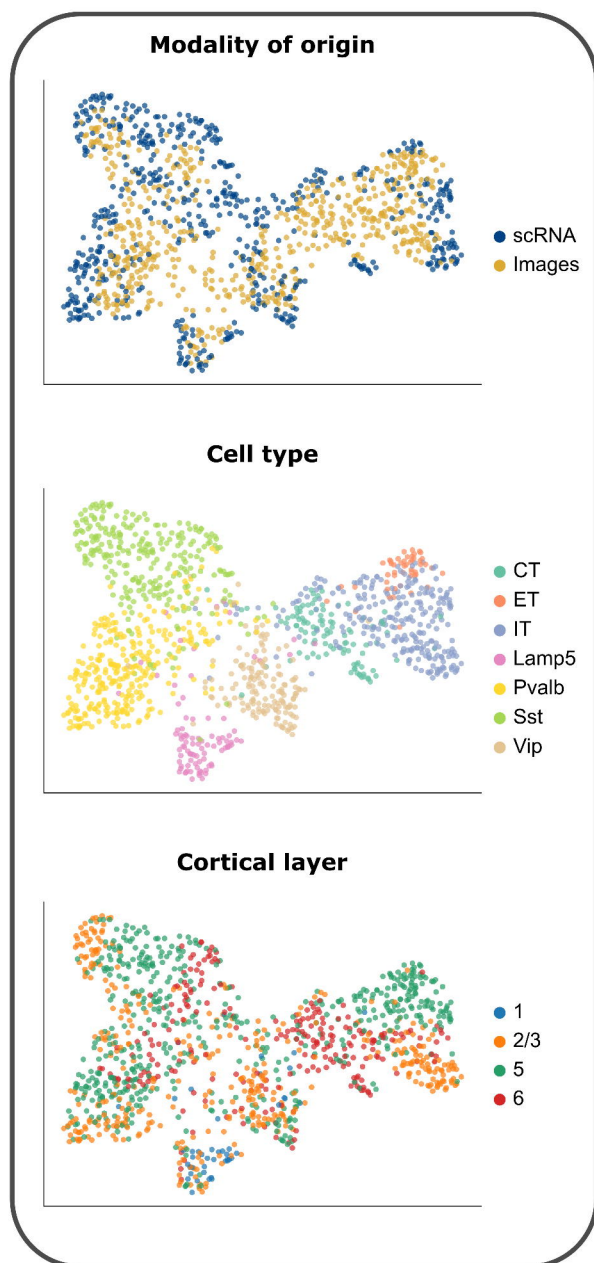 Modality of origin
scRNA
Images
Cell type
CT
ET
IT
Lamp5
Pvalb
Sst
Vip
Cortical layer
1
2/3
5
6